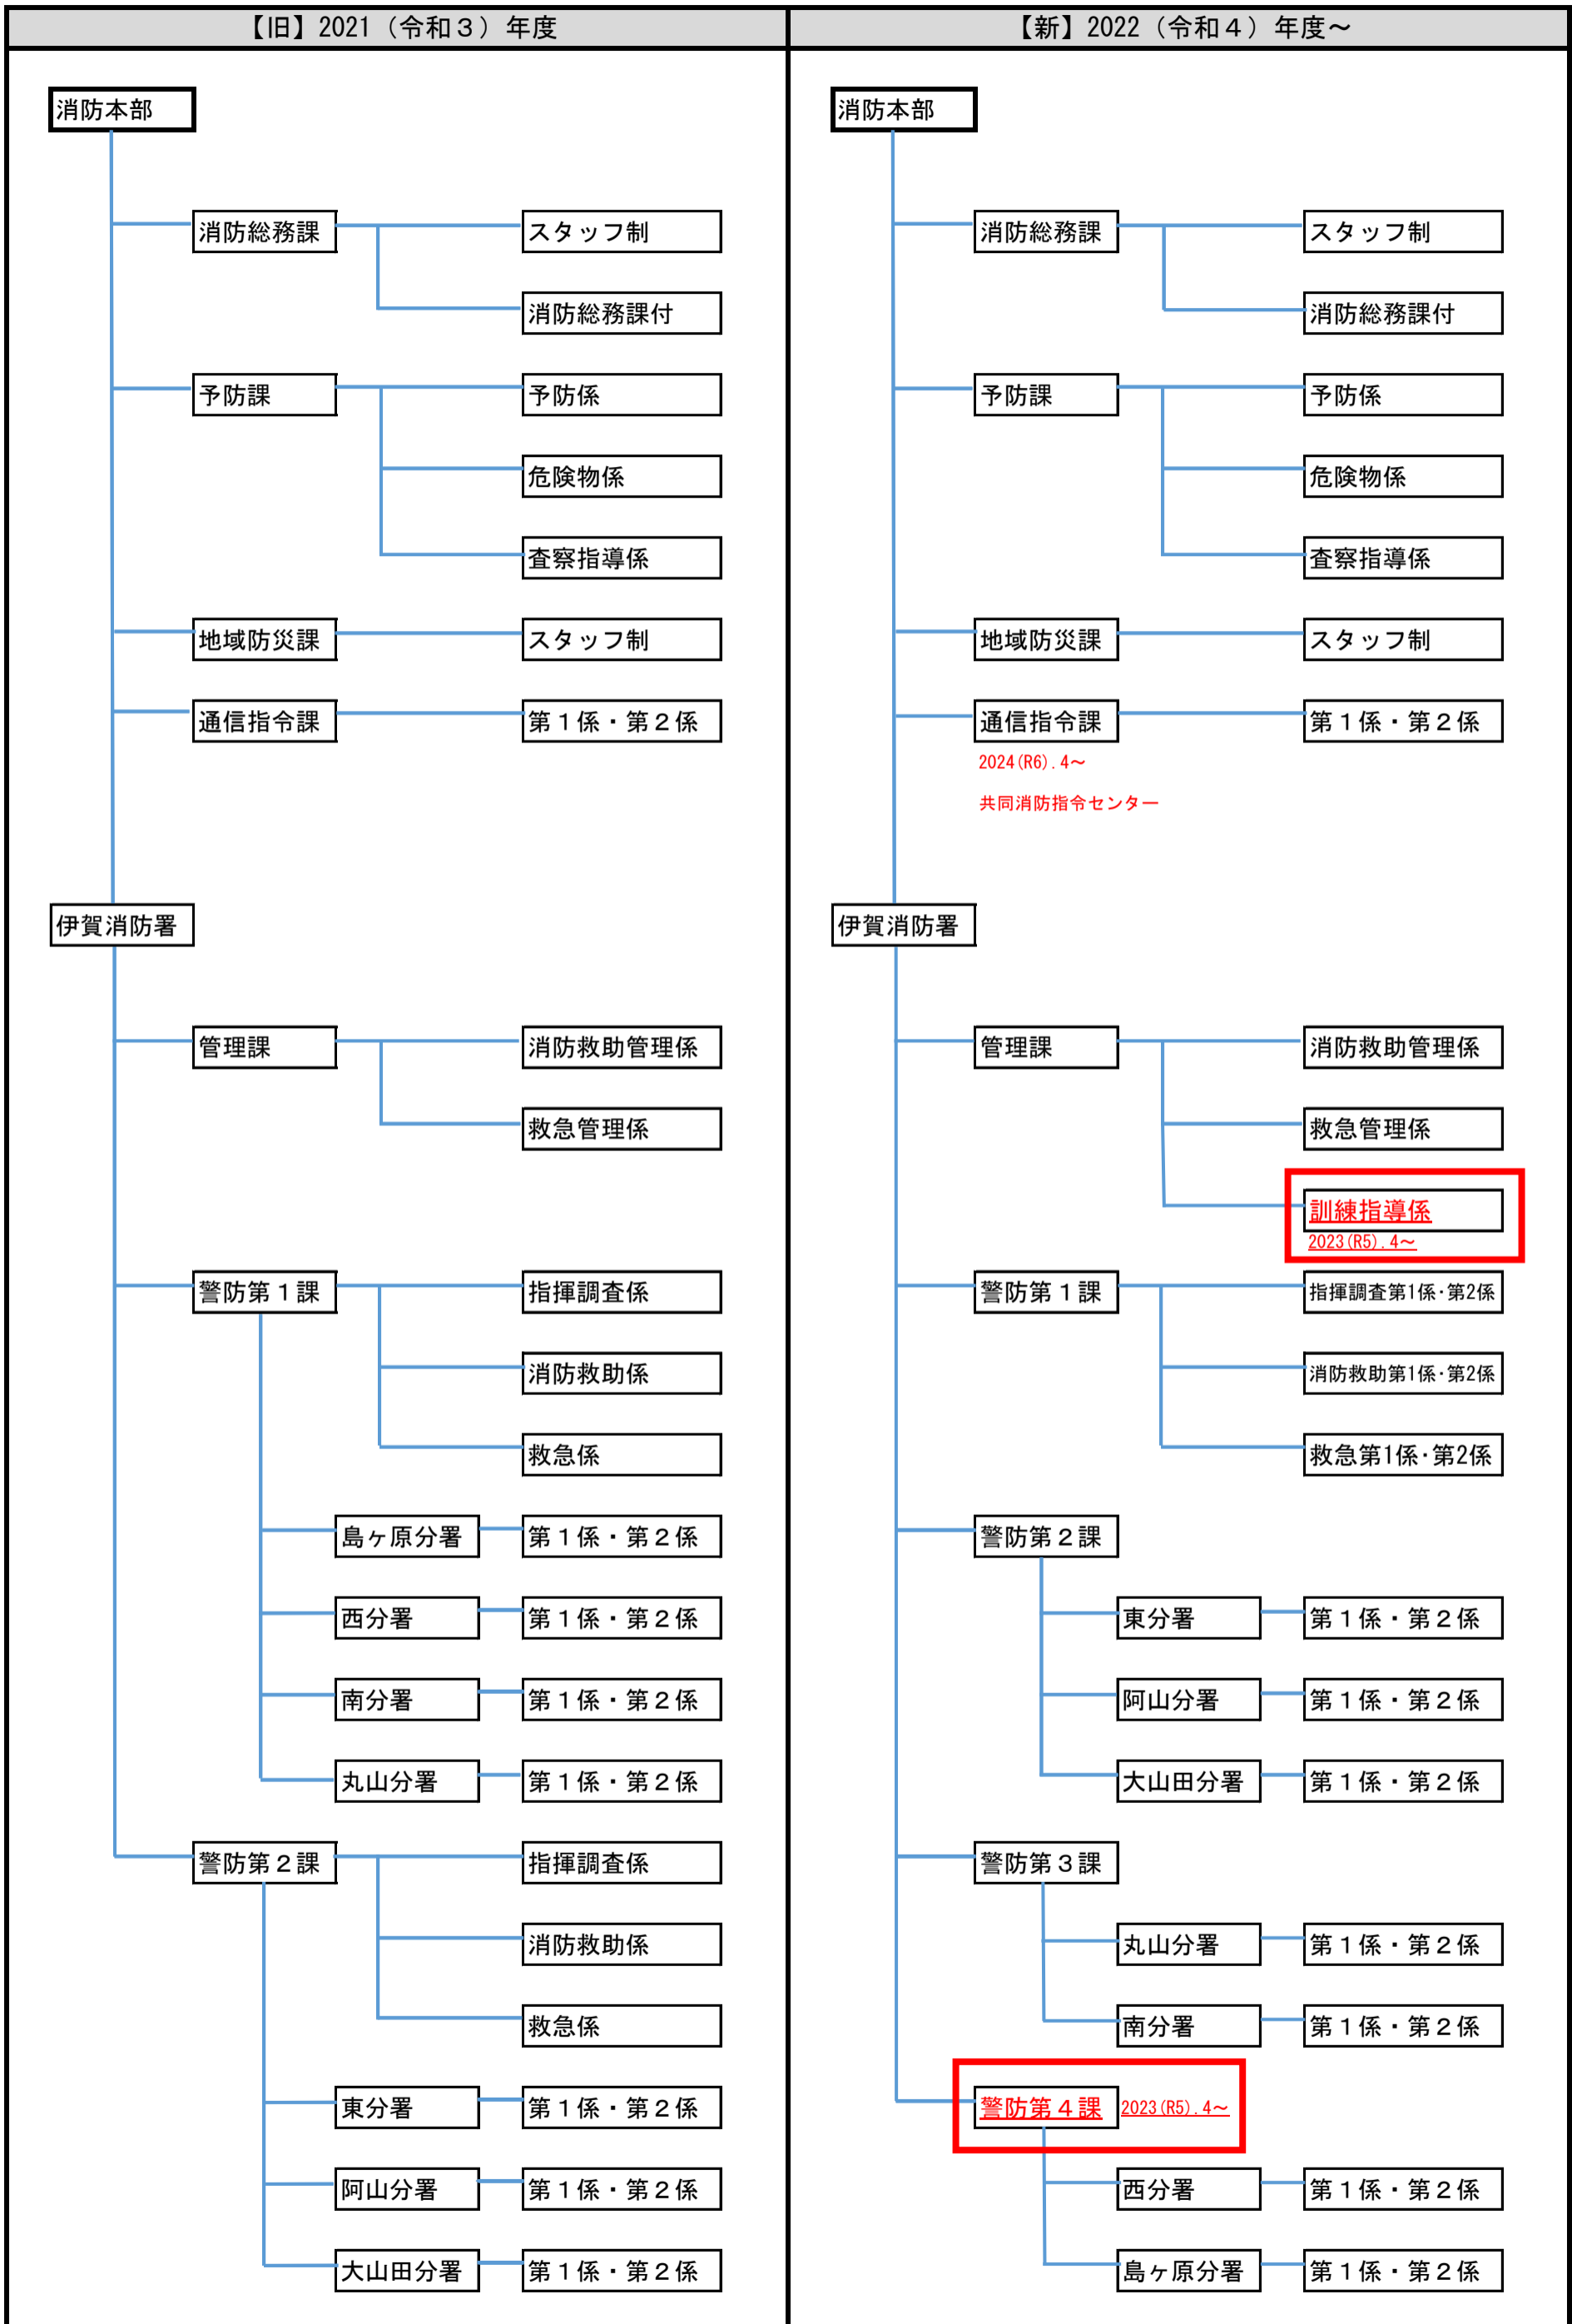 【旧】2021（令和３）年度
消防本部
消防総務課
スタッフ制
消防総務課付
予防課
予防係
危険物係
査察指導係
地域防災課
スタッフ制
通信指令課
第１係・第２係
伊賀消防署
管理課
消防救助管理係
救急管理係
警防第１課
指揮調査係
消防救助係
救急係
島ヶ原分署
第１係・第２係
西分署
第１係・第２係
南分署
第１係・第２係
丸山分署
第１係・第２係
警防第２課
指揮調査係
消防救助係
救急係
東分署
第１係・第２係
阿山分署
第１係・第２係
大山田分署
第１係・第２係
【新】2022（令和４）年度～
消防本部
消防総務課
スタッフ制
消防総務課付
予防課
予防係
危険物係
査察指導係
地域防災課
スタッフ制
通信指令課
第１係・第２係
2024(R6).4～
共同消防指令センター
伊賀消防署
管理課
消防救助管理係
救急管理係
訓練指導係
2023(R5).4～
警防第１課
指揮調査第1係・第2係
消防救助第1係・第2係
救急第1係・第2係
警防第２課
東分署
第１係・第２係
阿山分署
第１係・第２係
大山田分署
第１係・第２係
警防第３課
丸山分署
第１係・第２係
南分署
第１係・第２係
警防第４課
2023(R5).4～
西分署
第１係・第２係
島ヶ原分署
第１係・第２係